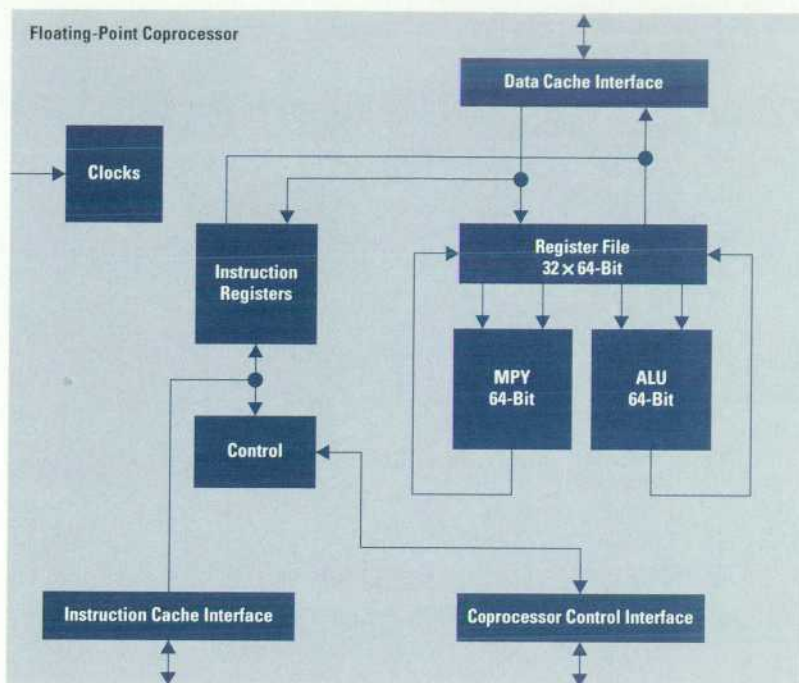 Floating-Point Coprocessor
Data Cache Interface
Clocks
Register File
32 × 64-Bit
Instruction
Registers
MPY
64-Bit
ALU
64-Bit
Control
Instruction Cache Interface
Coprocessor Control Interface